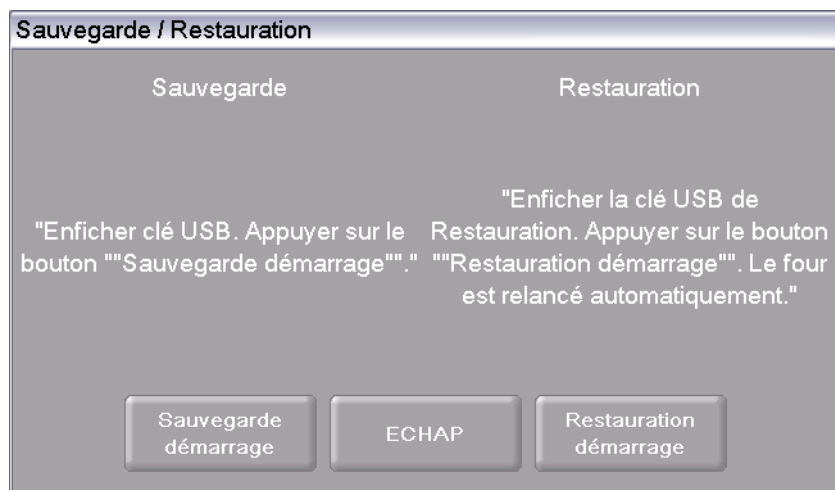 Sauvegarde / Restauration
Sauvegarde
"Enficher clé USB. Appuyer sur le
bouton ""Sauvegarde démarrage""."
Restauration
"Enficher la clé USB de
Restauration. Appuyer sur le bouton
""Restauration démarrage"". Le four
est relancé automatiquement."
Sauvegarde
démarrage
ECHAP
Restauration
démarrage